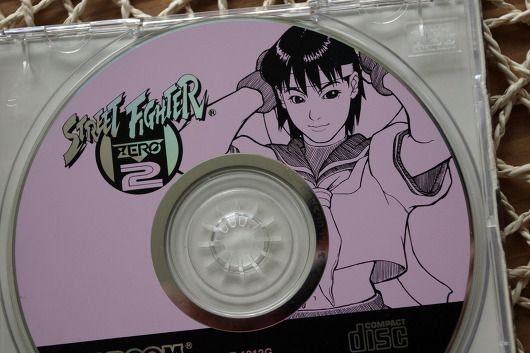 STREET FIGHTER®
ZERO
2
COMPACT
disc